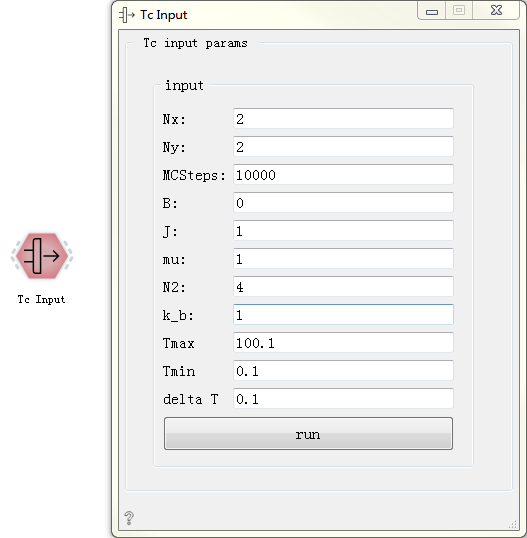 Tc Input
Tc input params
input
Nx: 2
Ny: 2
MCSteps: 10000
B: 0
J: 1
mu: 1
N2: 4
k_b: 1
Tmax 100.1
Tmin 0.1
delta T 0.1
run
Tc Input
?